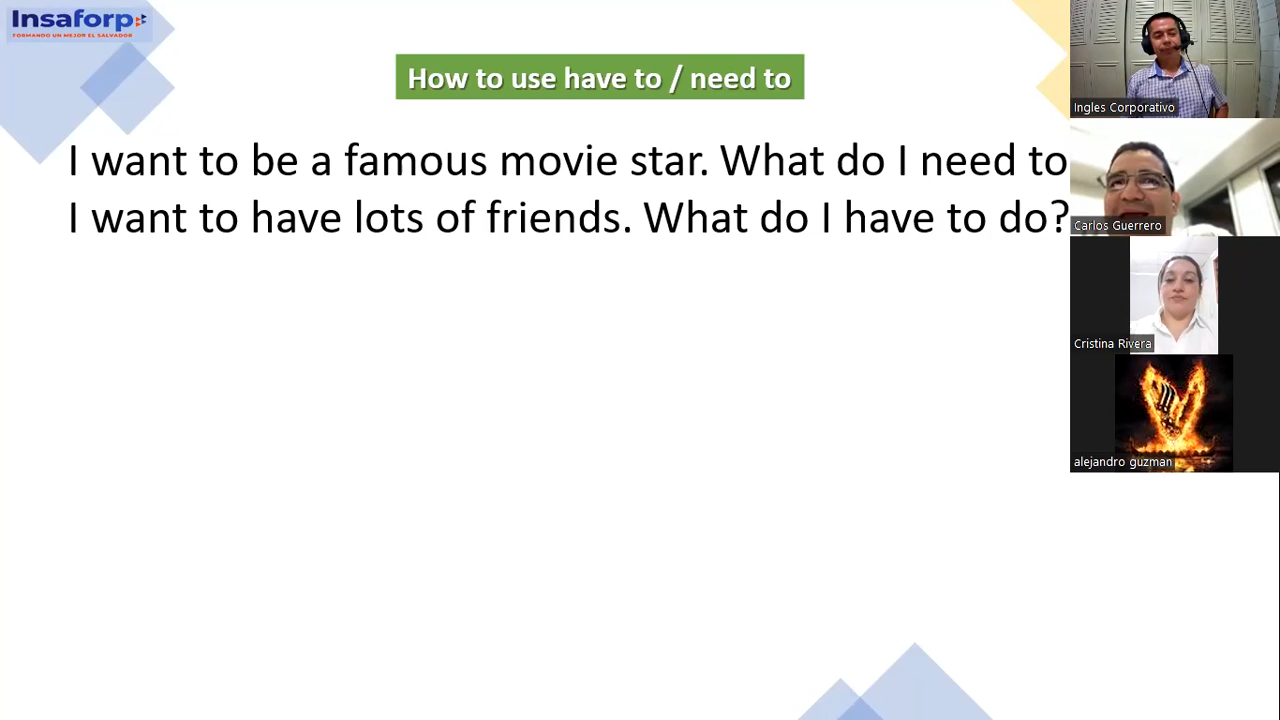 Insaforp
FORMANDO UN MEJOR EL SALVADOR
How to use have to / need to
I want to be a famous movie star. What do I need to
I want to have lots of friends. What do I have to do?
Ingles Corporativo
Carlos Guerrero
Cristina Rivera
alejandro guzman